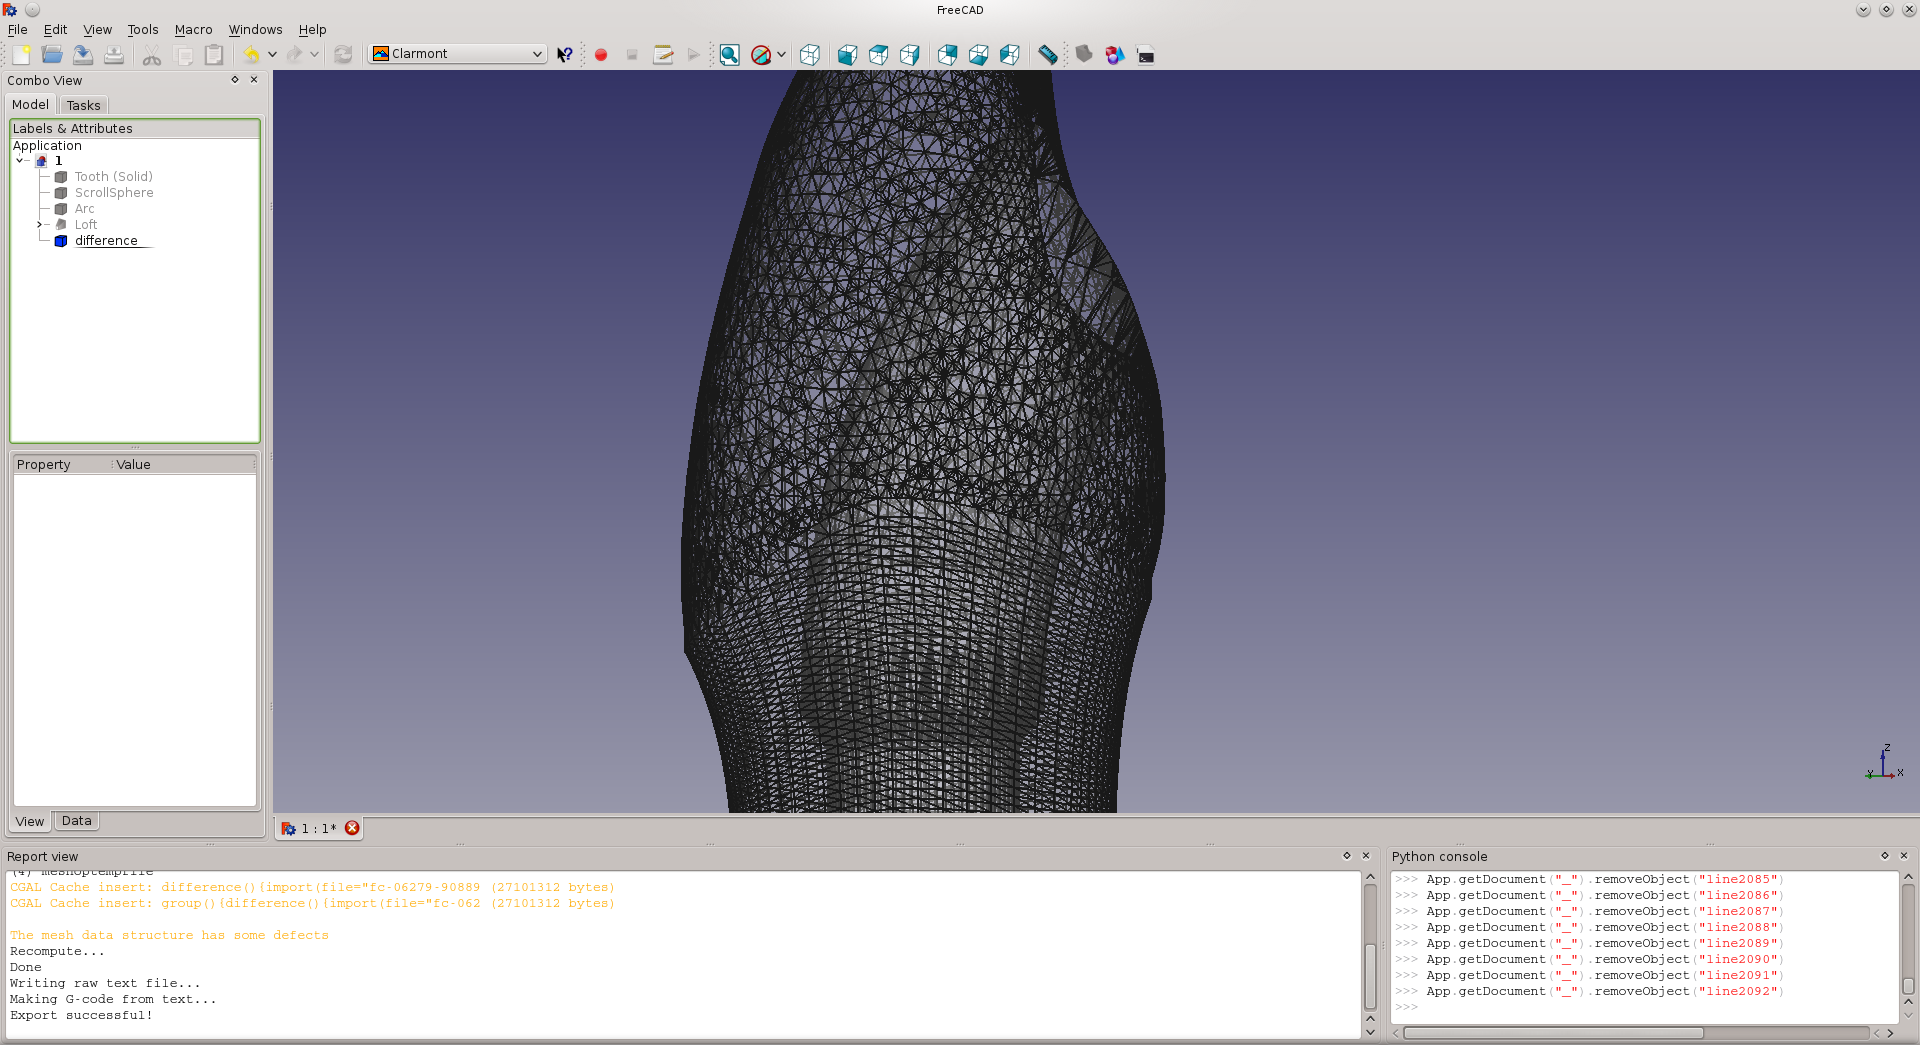 FreeCAD
File Edit View Tools Macro Windows Help
Clarmont
Combo View
Model Tasks
Labels & Attributes
Application
1
Tooth (Solid)
ScrollSphere
Arc
Loft
difference
Property Value
View Data
Z
Y X
1 : 1*
Report view
(4) meshoptempfile
CGAL Cache insert: difference(){import(file="fc-06279-90889 (27101312 bytes)
CGAL Cache insert: group(){difference(){import(file="fc-062 (27101312 bytes)
The mesh data structure has some defects
Recompute...
Done
Writing raw text file...
Making G-code from text...
Export successful!
Python console
>>> App.getDocument("_").removeObject("line2085")
>>> App.getDocument("_").removeObject("line2086")
>>> App.getDocument("_").removeObject("line2087")
>>> App.getDocument("_").removeObject("line2088")
>>> App.getDocument("_").removeObject("line2089")
>>> App.getDocument("_").removeObject("line2090")
>>> App.getDocument("_").removeObject("line2091")
>>> App.getDocument("_").removeObject("line2092")
>>>